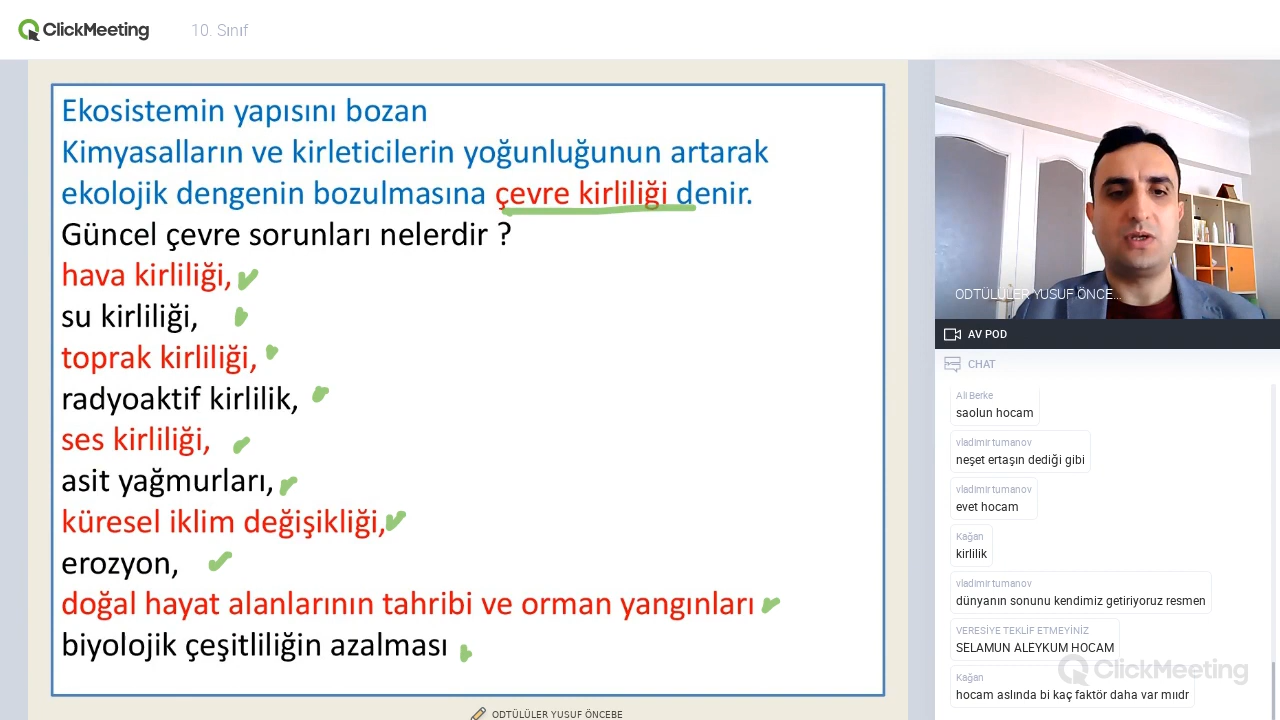 ClickMeeting
10. Sınıf
Ekosistemin yapısını bozan
Kimyasalların ve kirleticilerin yoğunluğunun artarak
ekolojik dengenin bozulmasına çevre kirliliği denir.
Güncel çevre sorunları nelerdir ?
hava kirliliği,
su kirliliği,
toprak kirliliği,
radyoaktif kirlilik,
ses kirliliği,
asit yağmurları,
küresel iklim değişikliği,
erozyon,
doğal hayat alanlarının tahribi ve orman yangınları
biyolojik çeşitliliğin azalması
ODTÜLÜLER YUSUF ÖNCEBE
ODTÜLÜLER YUSUF ÖNCE...
AV POD
CHAT
Ali Berke
saolun hocam
vladimir tumanov
neşet ertaşın dediği gibi
vladimir tumanov
evet hocam
Kağan
kirlilik
vladimir tumanov
dünyanın sonunu kendimiz getiriyoruz resmen
VERESİYE TEKLİF ETMEYİNİZ
SELAMUN ALEYKUM HOCAM
ClickMeeting
Kağan
hocam aslında bi kaç faktör daha var mııdr